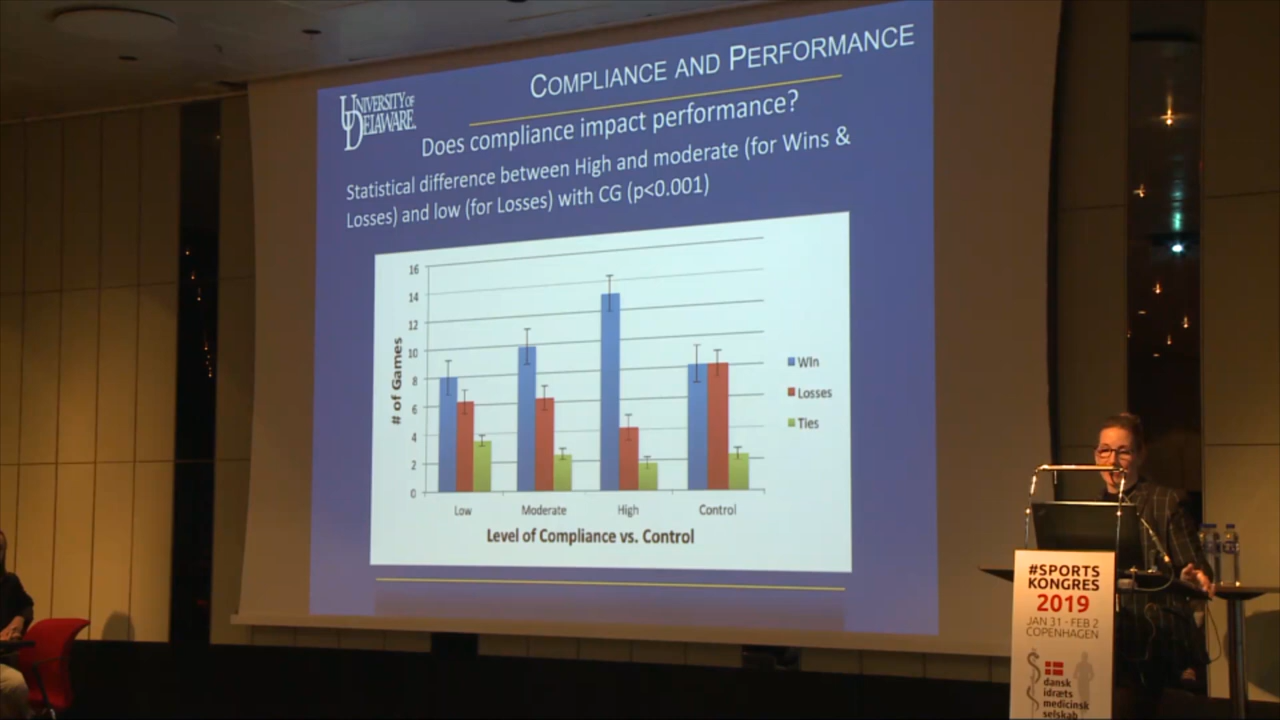 COMPLIANCE AND PERFORMANCE
UNIVERSITY OF
DELAWARE.
Does compliance impact performance?
Statistical difference between High and moderate (for Wins &
Losses) and low (for Losses) with CG (p<0.001)
16
14
12
10
8
6
4
2
0
# of Games
Win
Losses
Ties
Low
Moderate
High
Control
Level of Compliance vs. Control
#SPORTS
KONGRES
2019
JAN 31 - FEB 2
COPENHAGEN
dansk
idræts
medicinsk
selskab